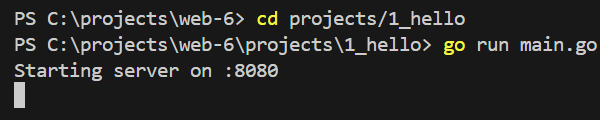 PS C:\projects\web-6> cd projects/1_hello
PS C:\projects\web-6\projects\1_hello> go run main.go
Starting server on :8080